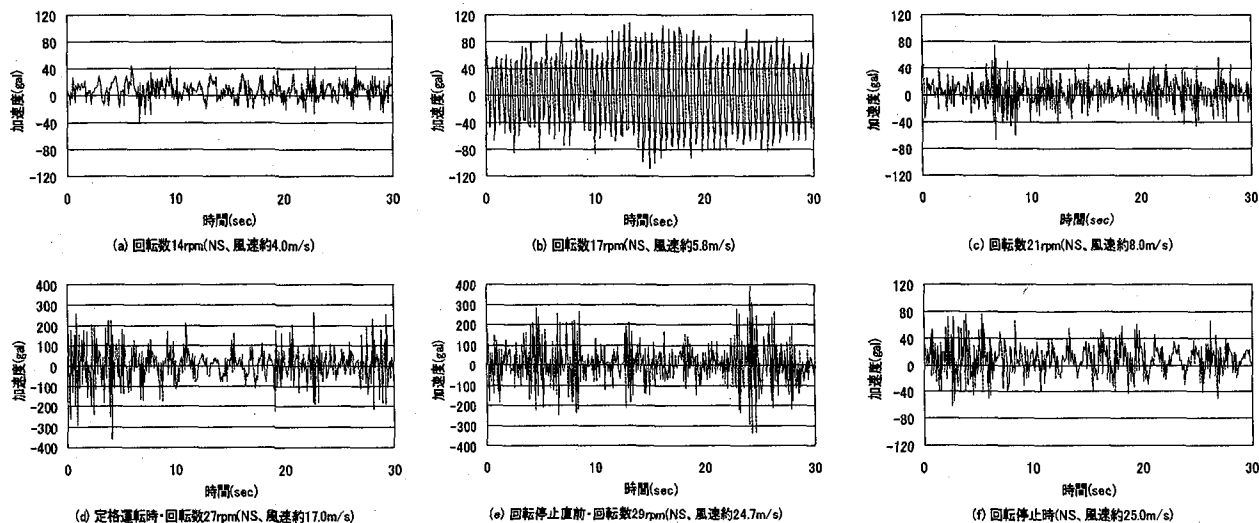 120
80
40
0
-40
-80
-120
加速度(gal)
0 10 20 30
時間(sec)
(a) 回転数14rpm(NS、風速約4.0m/s)
120
80
40
0
-40
-80
-120
加速度(gal)
0 10 20 30
時間(sec)
(b) 回転数17rpm(NS、風速約5.8m/s)
120
80
40
0
-40
-80
-120
加速度(gal)
0 10 20 30
時間(sec)
(c) 回転数21rpm(NS、風速約8.0m/s)
400
300
200
100
0
-100
-200
-300
-400
加速度(gal)
0 10 20 30
時間(sec)
(d) 定格運転時・回転数27rpm(NS、風速約17.0m/s)
400
300
200
100
0
-100
-200
-300
-400
加速度(gal)
0 10 20 30
時間(sec)
(e) 回転停止直前・回転数29rpm(NS、風速約24.7m/s)
120
80
40
0
-40
-80
-120
加速度(gal)
0 10 20 30
時間(sec)
(f) 回転停止時(NS、風速約25.0m/s)